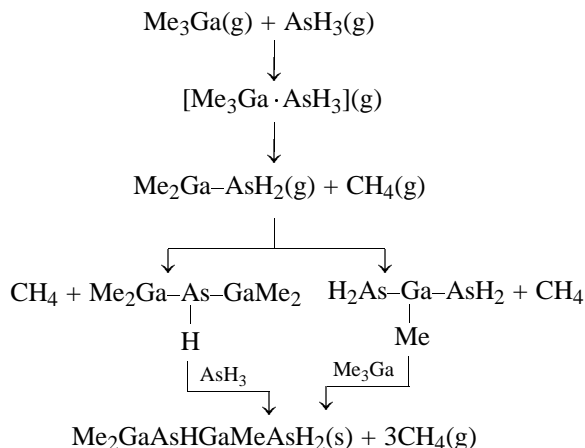 Me₃Ga(g) + AsH₃(g)
[Me₃Ga · AsH₃](g)
Me₂Ga–AsH₂(g) + CH₄(g)
CH₄ + Me₂Ga–As–GaMe₂ H₂As–Ga–AsH₂ + CH₄
H Me
AsH₃ Me₃Ga
Me₂GaAsHGaMeAsH₂(s) + 3CH₄(g)